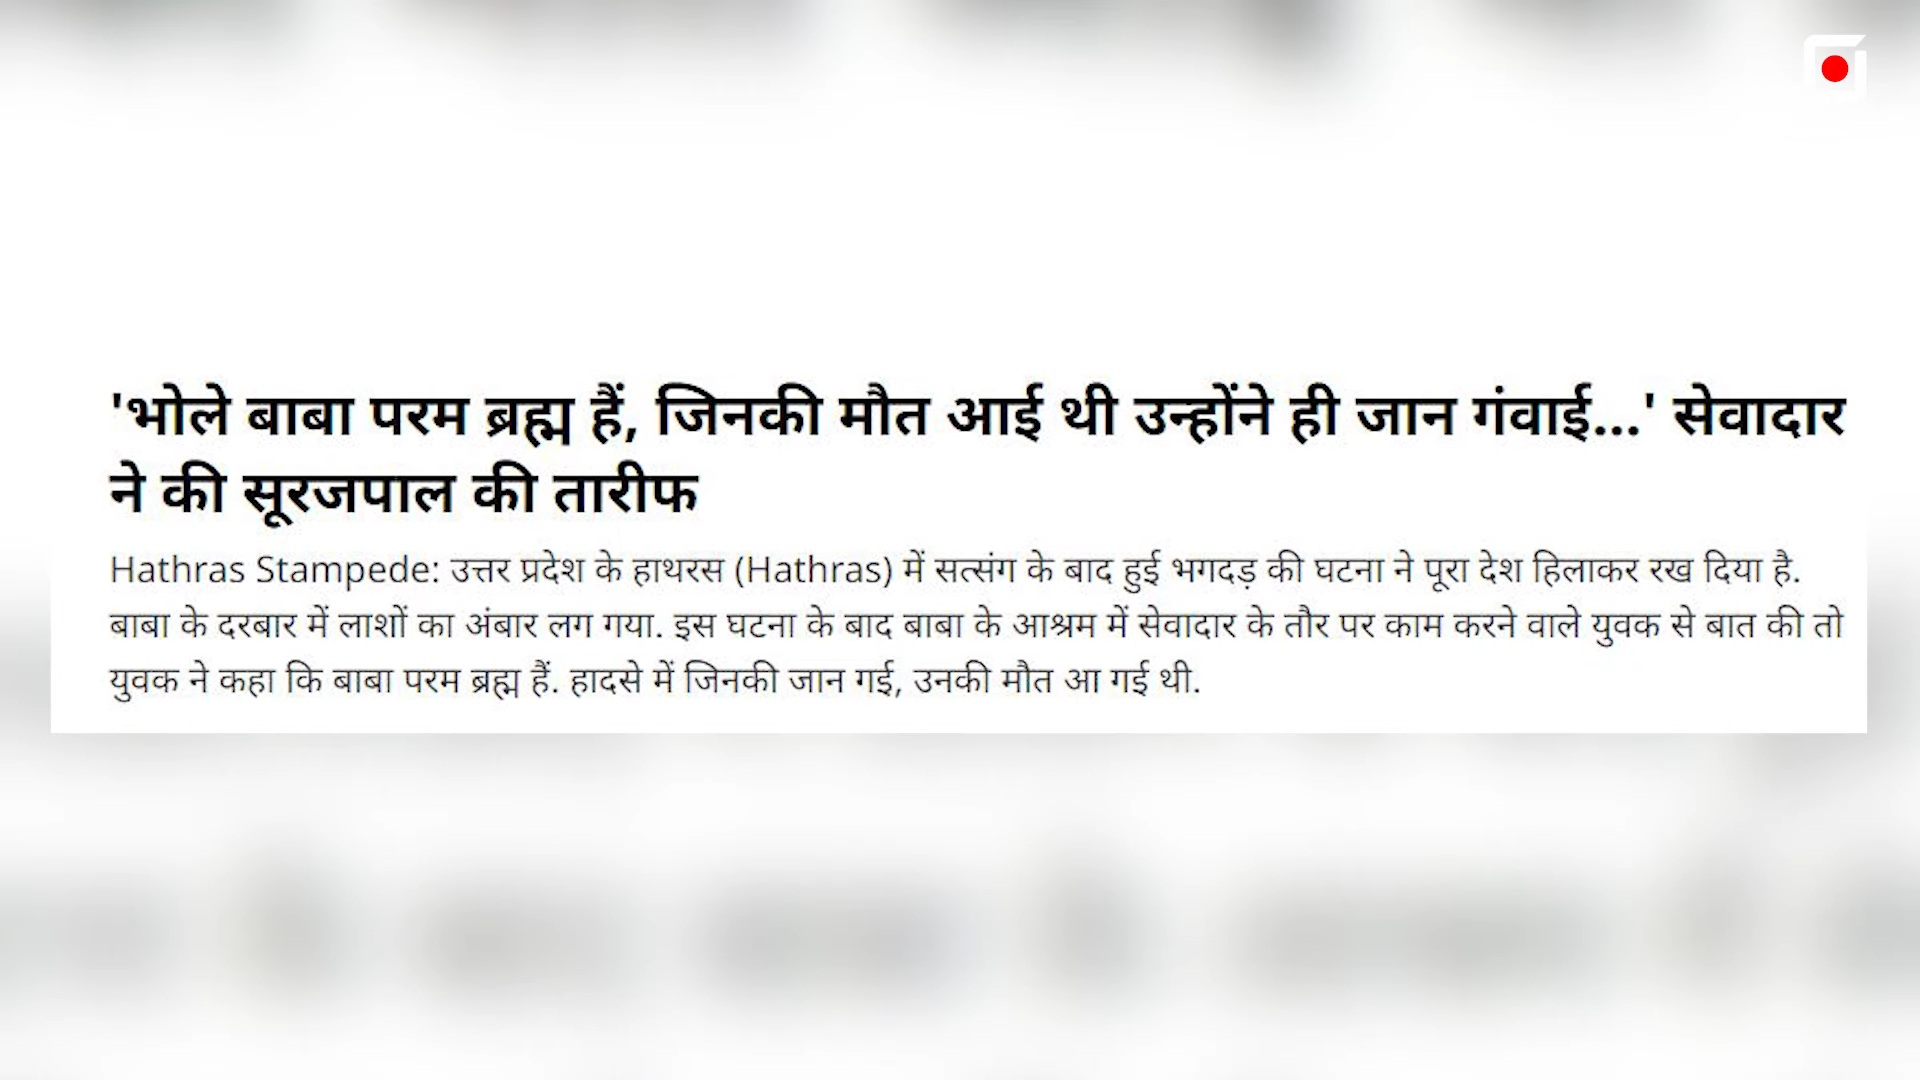 'भोले बाबा परम ब्रह्म हैं, जिनकी मौत आई थी उन्होंने ही जान गंवाई...' सेवादार
ने की सूरजपाल की तारीफ
Hathras Stampede: उत्तर प्रदेश के हाथरस (Hathras) में सत्संग के बाद हुई भगदड़ की घटना ने पूरा देश हिलाकर रख दिया है.
बाबा के दरबार में लाशों का अंबार लग गया. इस घटना के बाद बाबा के आश्रम में सेवादार के तौर पर काम करने वाले युवक से बात की तो
युवक ने कहा कि बाबा परम ब्रह्म हैं. हादसे में जिनकी जान गई, उनकी मौत आ गई थी.